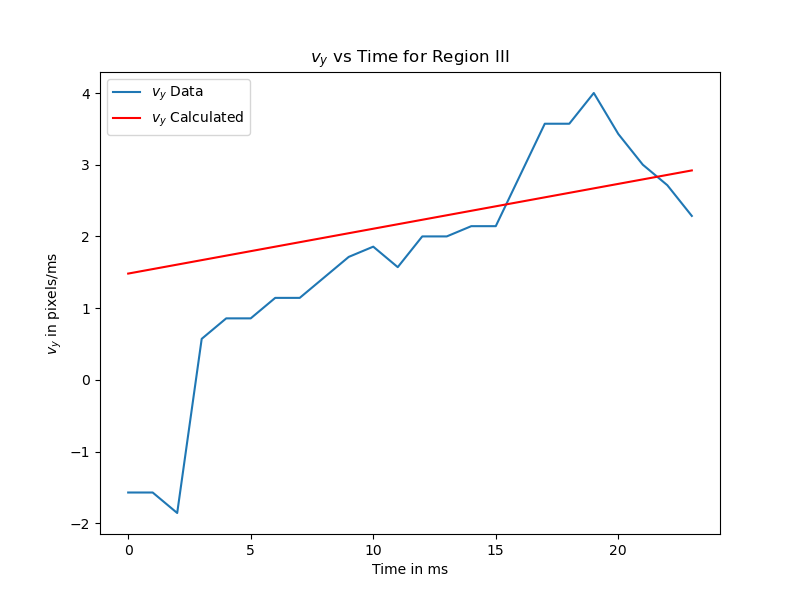 v_y vs Time for Region III
v_y Data
v_y Calculated
4
3
2
1
0
−1
−2
v_y in pixels/ms
0 5 10 15 20
Time in ms